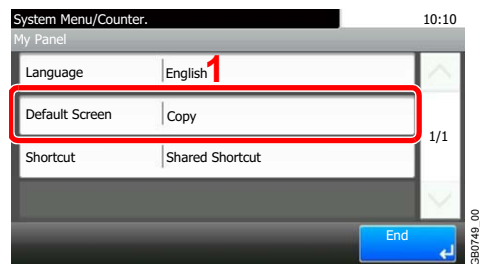 System Menu/Counter. 10:10
My Panel
Language English 1
Default Screen Copy
1/1
Shortcut Shared Shortcut
End
GB0749_00